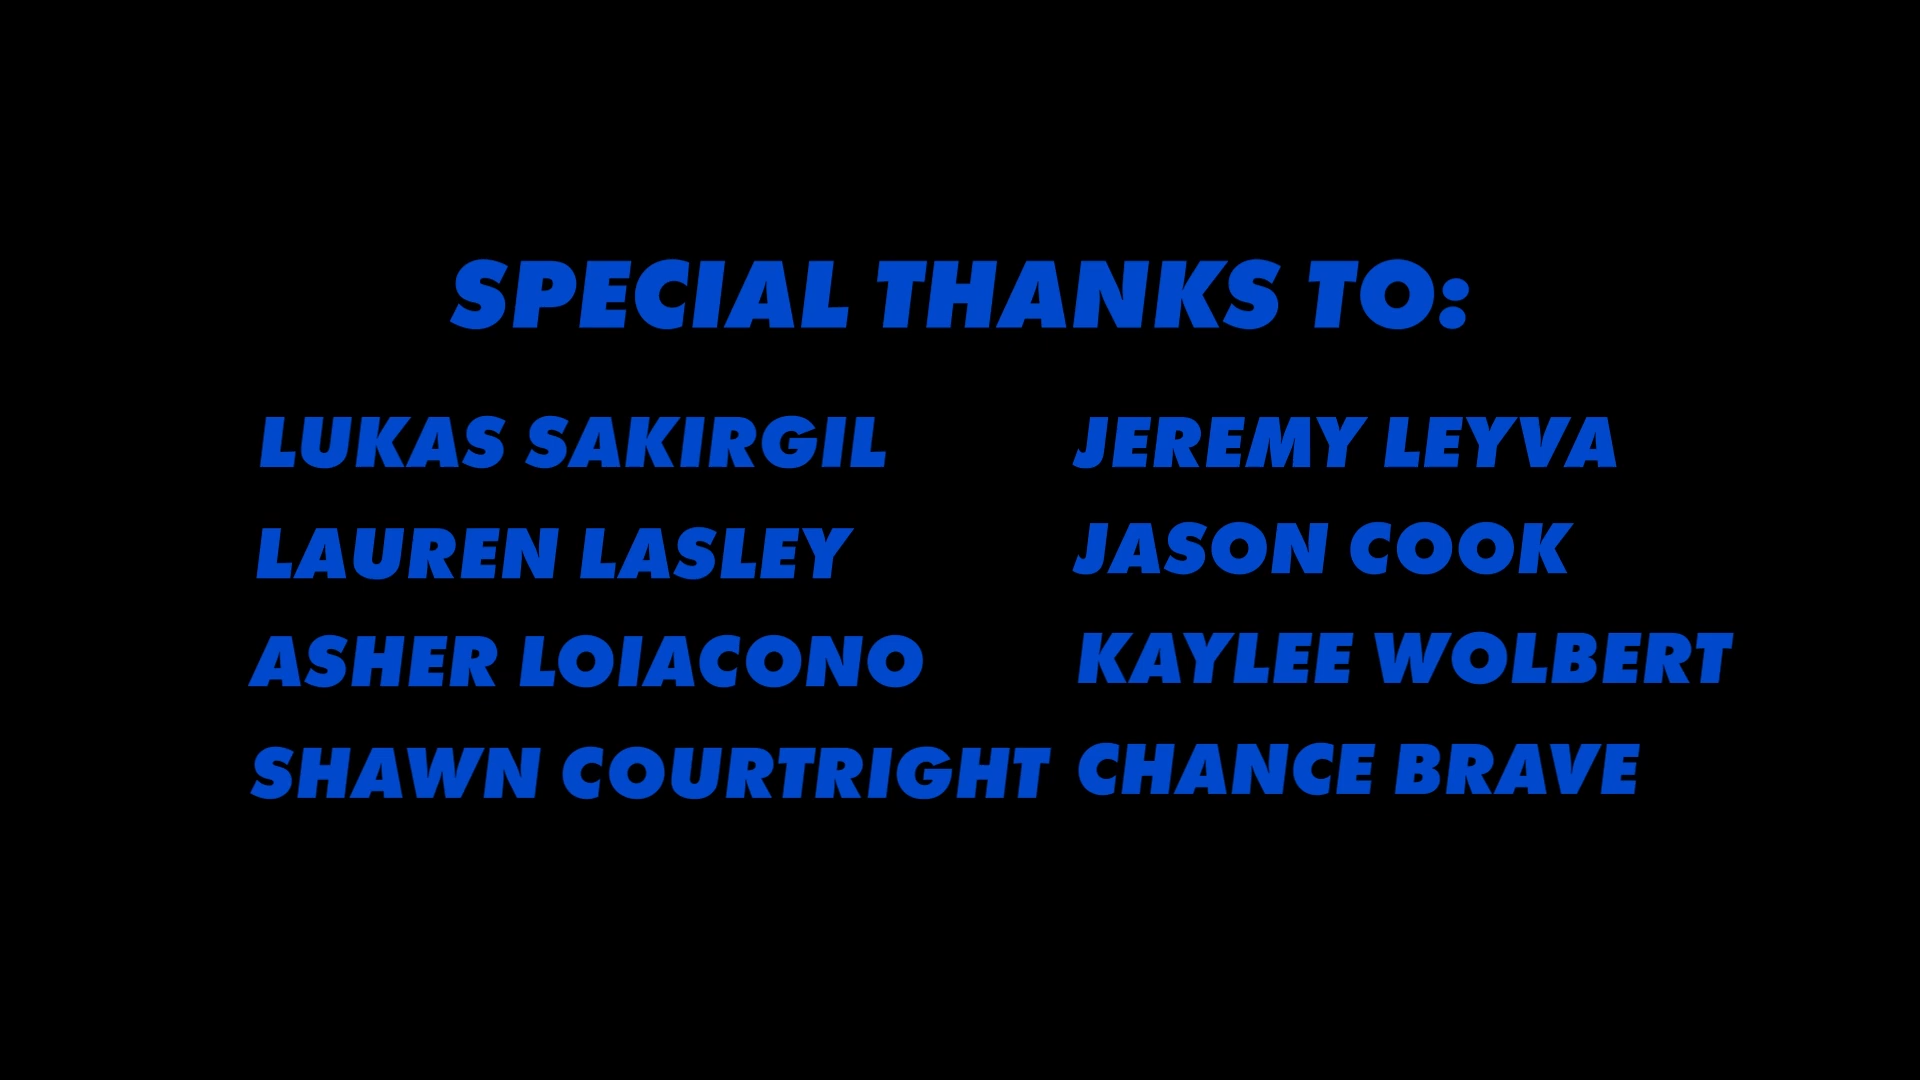 SPECIAL THANKS TO:
LUKAS SAKIRGIL
LAUREN LASLEY
ASHER LOIACONO
SHAWN COURTRIGHT
JEREMY LEYVA
JASON COOK
KAYLEE WOLBERT
CHANCE BRAVE